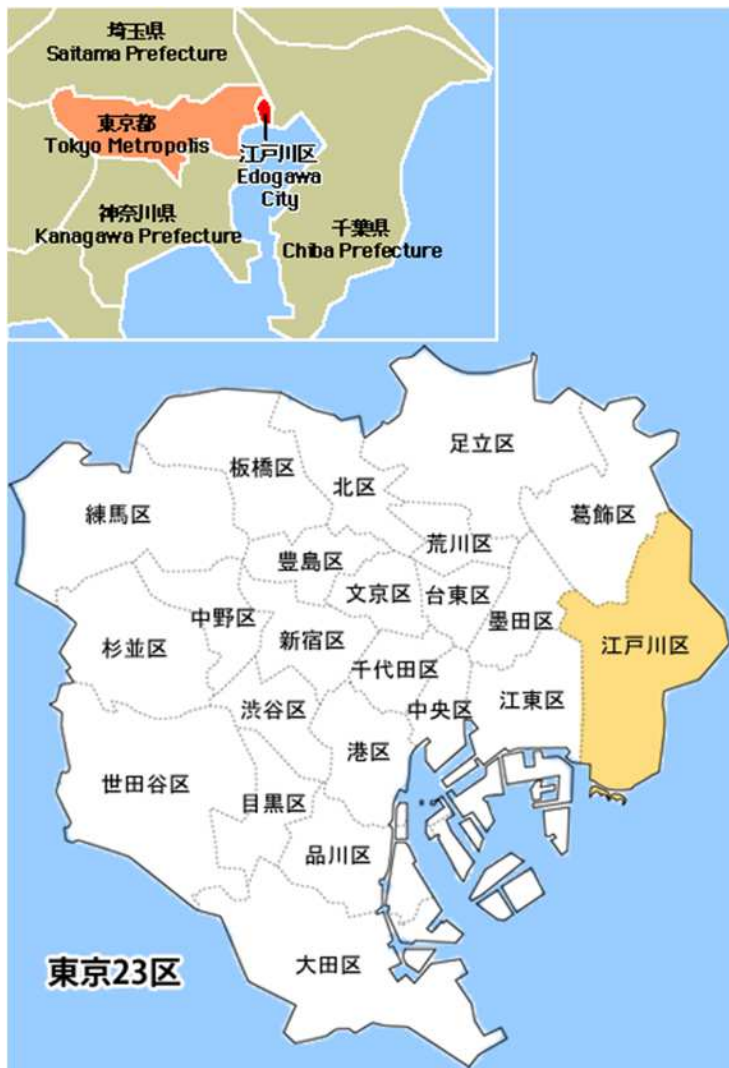 埼玉県
Saitama Prefecture
東京都
Tokyo Metropolis
江戸川区
Edogawa
City
神奈川県
Kanagawa Prefecture
千葉県
Chiba Prefecture
足立区
板橋区
北区
練馬区
葛飾区
荒川区
豊島区
文京区
台東区
中野区
墨田区
新宿区
江戸川区
杉並区
千代田区
渋谷区
中央区
江東区
港区
世田谷区
目黒区
品川区
大田区
東京23区